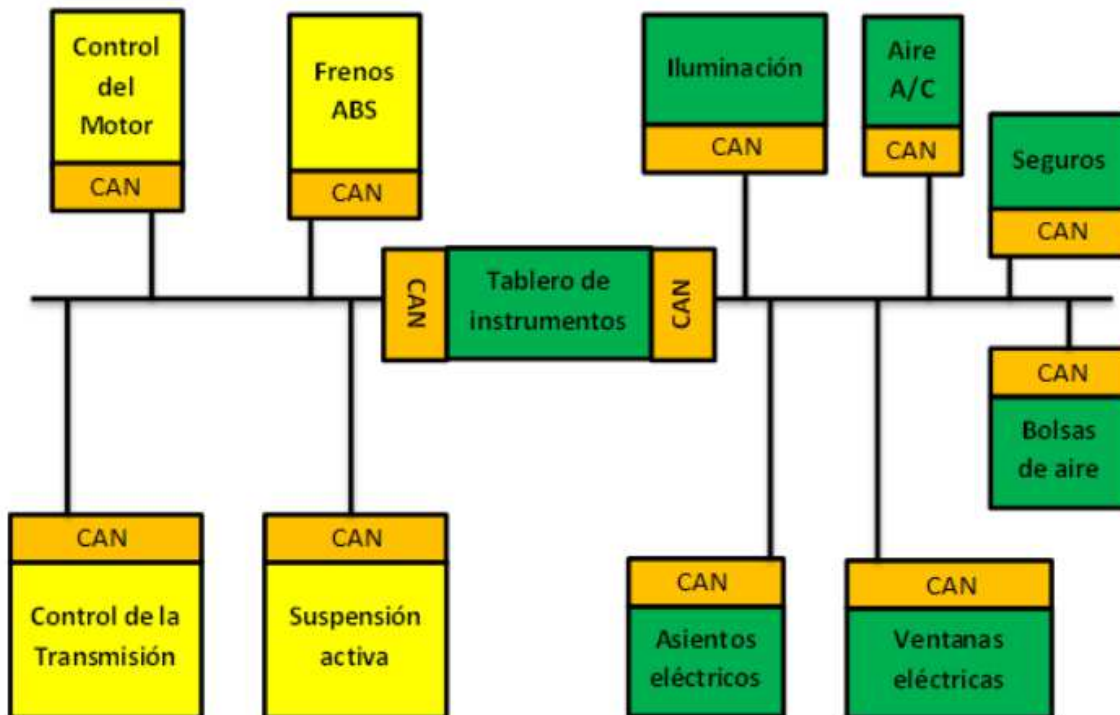 Control
del
Motor
CAN
Frenos
ABS
CAN
Iluminación
CAN
Aire
A/C
CAN
Seguros
CAN
CAN
Tablero de
instrumentos
CAN
CAN
Bolsas
de aire
CAN
Control de la
Transmisión
CAN
Suspensión
activa
CAN
Asientos
eléctricos
CAN
Ventanas
eléctricas